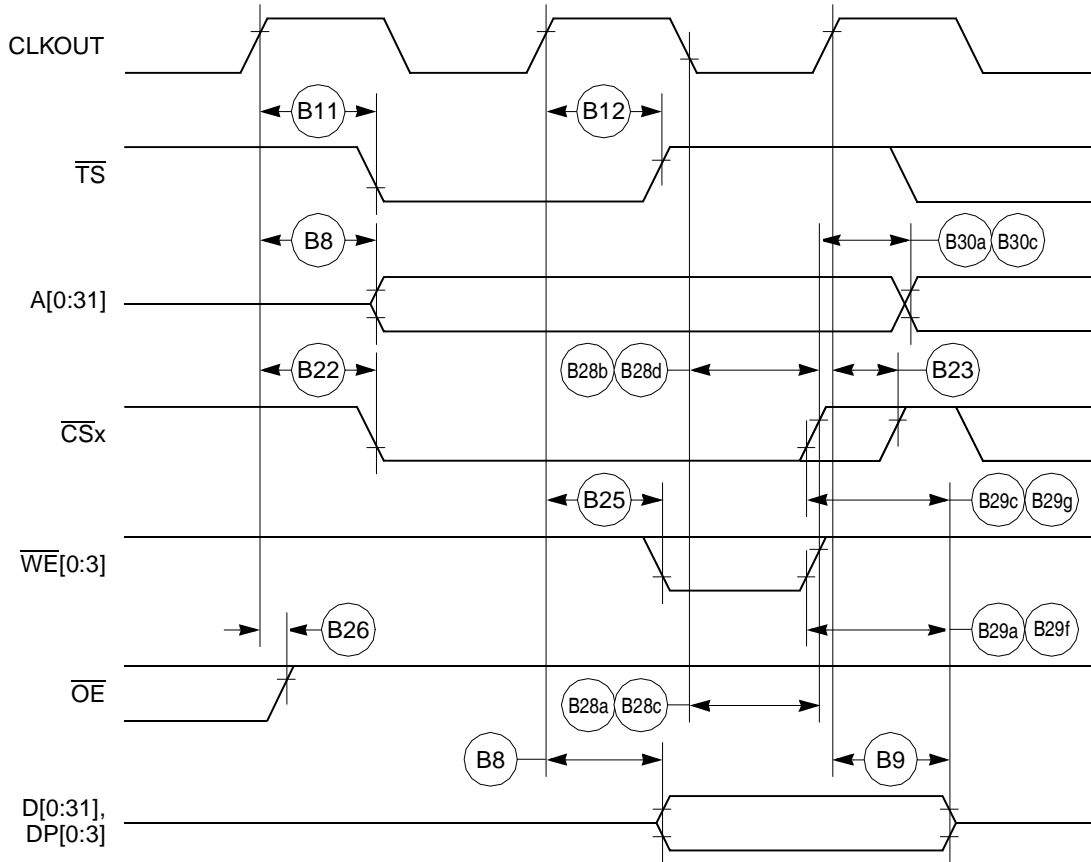 CLKOUT
B11
B12
TS
B8
B30a B30c
A[0:31]
B22
B28b B28d
B23
CSx
B25
B29c B29g
WE[0:3]
B26
B29a B29f
OE
B28a B28c
B8
B9
D[0:31],
DP[0:3]